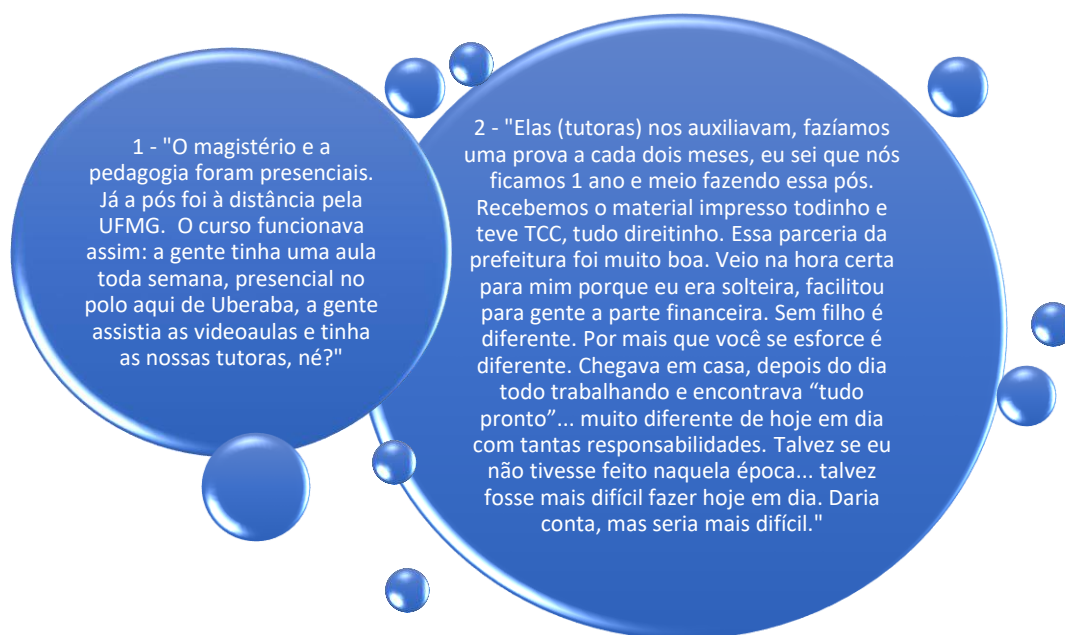 1 - "O magistério e a
pedagogia foram presenciais.
Já a pós foi à distância pela
UFMG.  O curso funcionava
assim: a gente tinha uma aula
toda semana, presencial no
polo aqui de Uberaba, a gente
assistia as videoaulas e tinha
as nossas tutoras, né?"
2 - "Elas (tutoras) nos auxiliavam, fazíamos
uma prova a cada dois meses, eu sei que nós
ficamos 1 ano e meio fazendo essa pós.
Recebemos o material impresso todinho e
teve TCC, tudo direitinho. Essa parceria da
prefeitura foi muito boa. Veio na hora certa
para mim porque eu era solteira, facilitou
para gente a parte financeira. Sem filho é
diferente. Por mais que você se esforce é
diferente. Chegava em casa, depois do dia
todo trabalhando e encontrava “tudo
pronto”... muito diferente de hoje em dia
com tantas responsabilidades. Talvez se eu
não tivesse feito naquela época... talvez
fosse mais difícil fazer hoje em dia. Daria
conta, mas seria mais difícil."